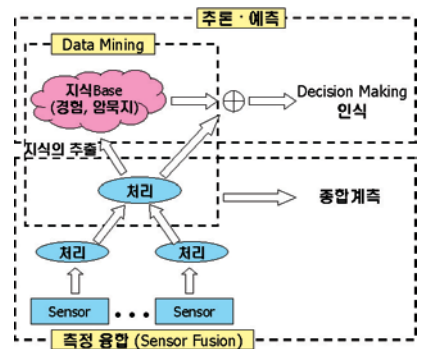 추론 · 예측
Data Mining
지식Base
(경험, 암묵지)
Decision Making
인식
지식의 추출
처리
종합계측
처리
처리
Sensor
• • •
Sensor
측정 융합 (Sensor Fusion)